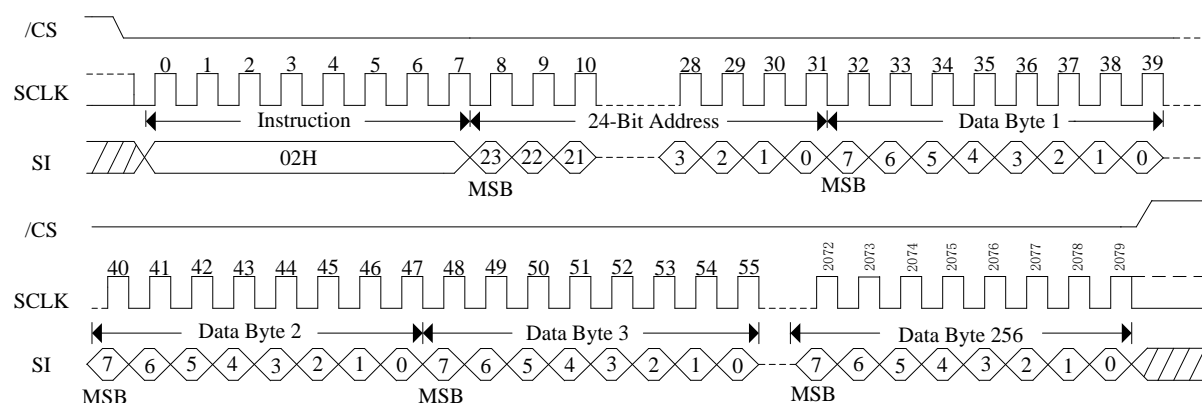 /CS
0 1 2 3 4 5 6 7 8 9 10 28 29 30 31 32 33 34 35 36 37 38 39
SCLK
Instruction 24-Bit Address Data Byte 1
SI 02H 23 22 21 3 2 1 0 7 6 5 4 3 2 1 0
MSB MSB
/CS
40 41 42 43 44 45 46 47 48 49 50 51 52 53 54 55 2072 2073 2074 2075 2076 2077 2078 2079
SCLK
Data Byte 2 Data Byte 3 Data Byte 256
SI 7 6 5 4 3 2 1 0 7 6 5 4 3 2 1 0 7 6 5 4 3 2 1 0
MSB MSB MSB